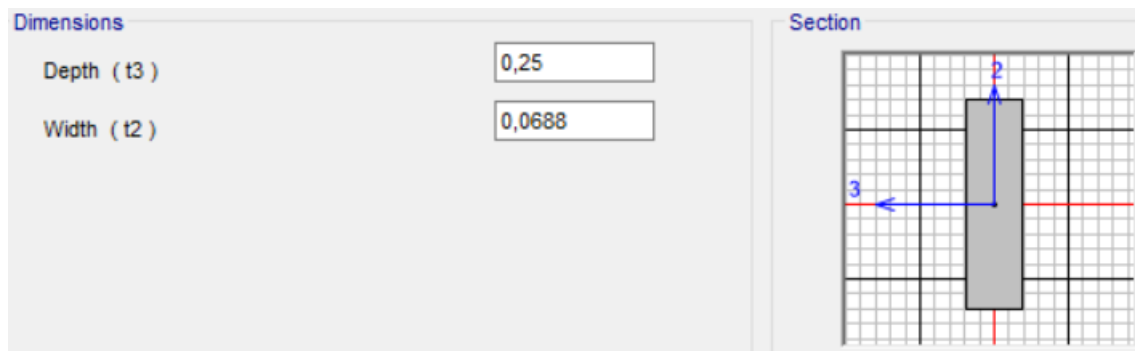 Dimensions
Depth ( t3 )
0,25
Width ( t2 )
0,0688
Section
2
3